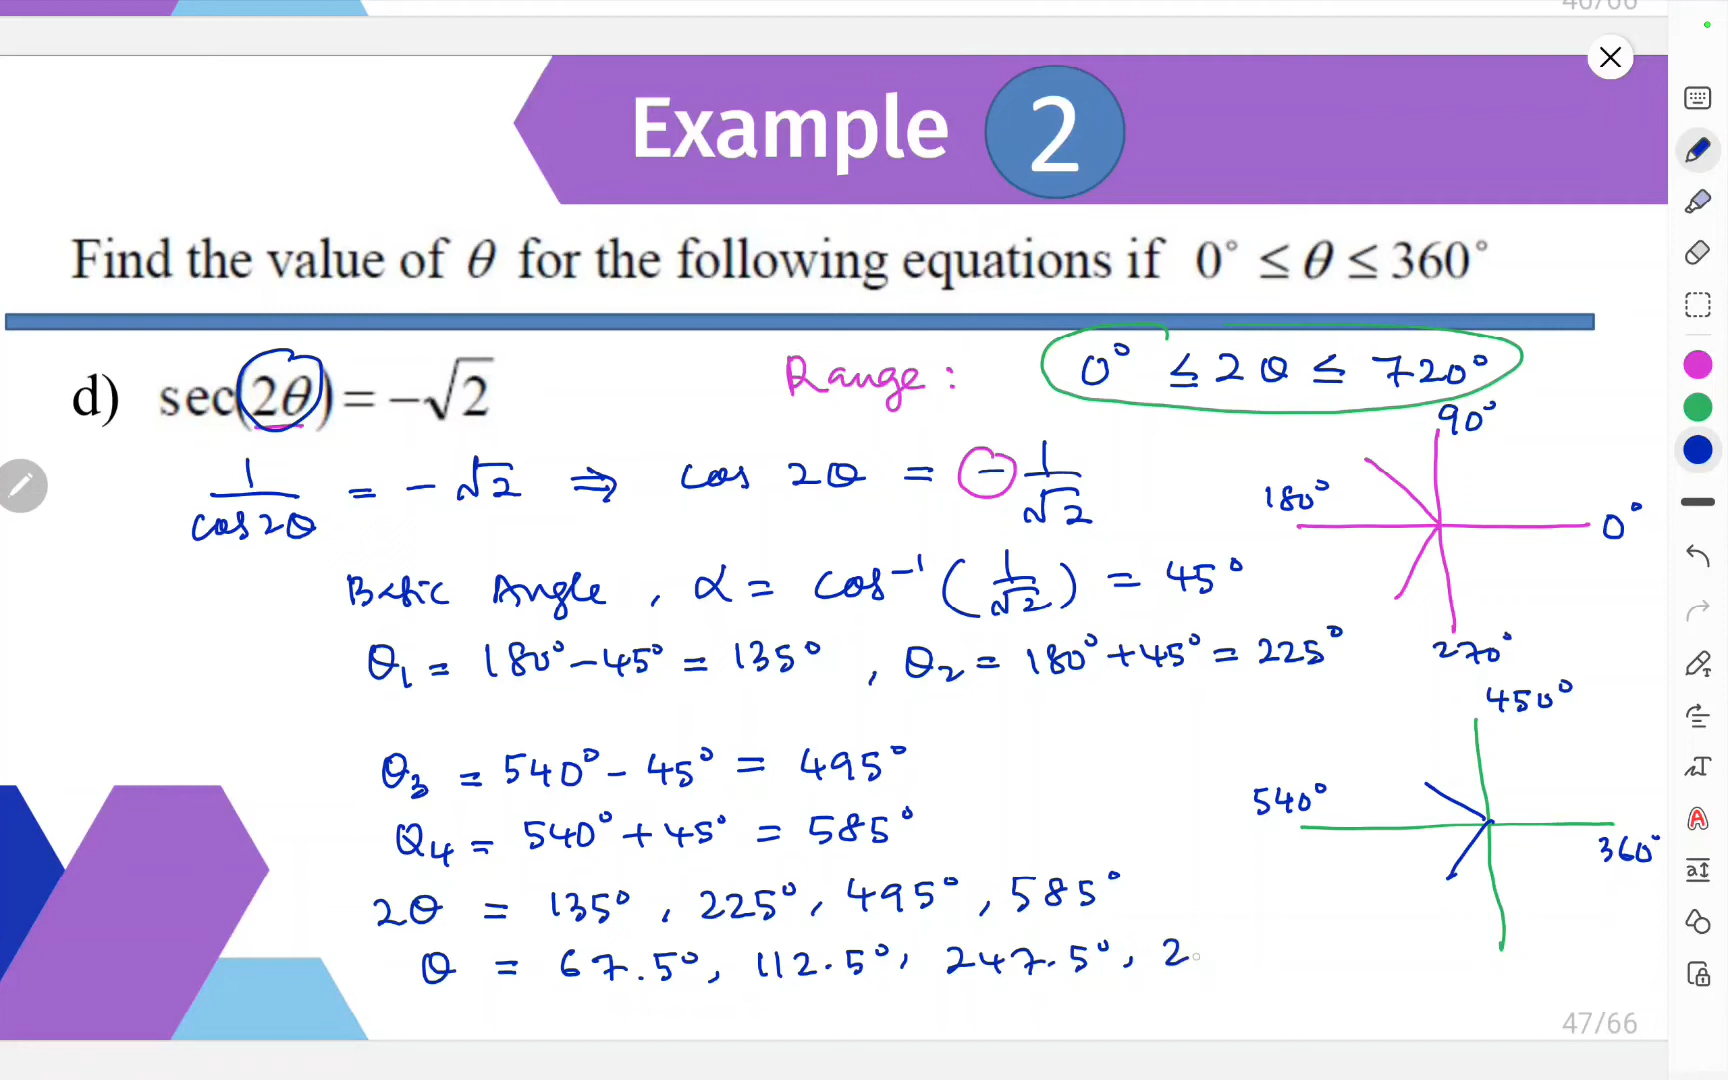 46/66
Example 2
Find the value of θ for the following equations if 0° ≤ θ ≤ 360°
d) sec(2θ) = −√2
Range : 0° ≤ 2θ ≤ 720°
1/cos 2θ = −√2 ⇒ cos 2θ = − 1/√2
90°
180°
0°
270°
Basic Angle , α = cos⁻¹ (1/√2) = 45°
θ₁ = 180° − 45° = 135° , θ₂ = 180° + 45° = 225°
450°
540°
360°
θ₃ = 540° − 45° = 495°
θ₄ = 540° + 45° = 585°
2θ = 135° , 225° , 495° , 585°
θ = 67.5° , 112.5° , 247.5° , 2
47/66